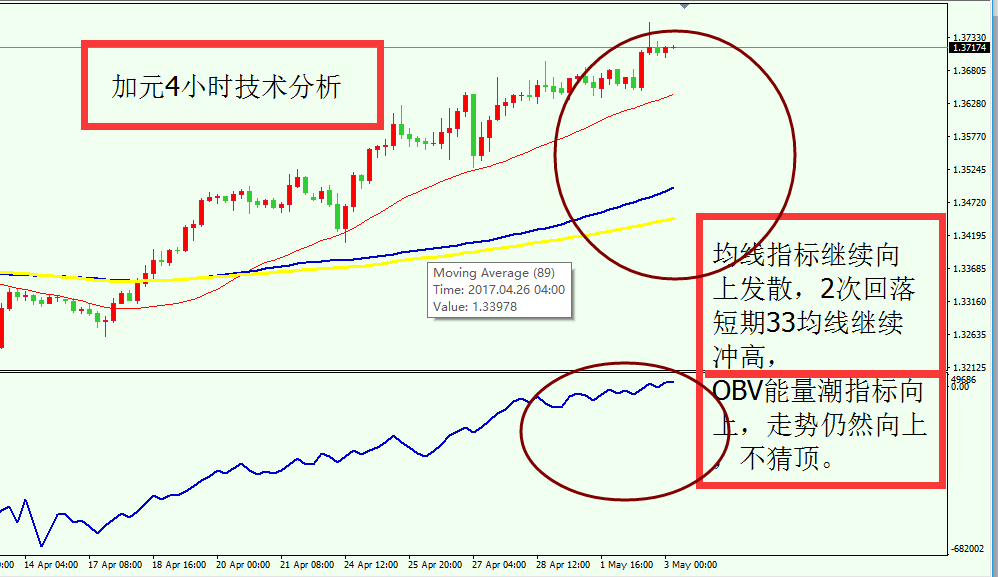 加元4小时技术分析
1.37330
1.37174
1.36805
1.36280
1.35770
1.35245
1.34720
1.34195
1.33685
1.33160
1.32635
1.32125
均线指标继续向
上发散，2次回落
短期33均线继续
冲高，
Moving Average (89)
Time: 2017.04.26 04:00
Value: 1.33978
49686
0.00
OBV能量潮指标向
上，走势仍然向上
，不猜顶。
-682002
0:00
14 Apr 04:00
17 Apr 08:00
18 Apr 16:00
20 Apr 00:00
21 Apr 08:00
24 Apr 12:00
25 Apr 20:00
27 Apr 04:00
28 Apr 12:00
1 May 16:00
3 May 00:00